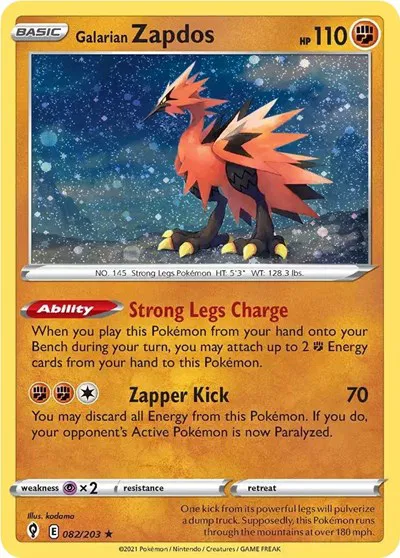 BASIC Galarian Zapdos HP 110
NO. 145 Strong Legs Pokémon HT: 5'3" WT: 128.3 lbs.
Ability Strong Legs Charge
When you play this Pokémon from your hand onto your
Bench during your turn, you may attach up to 2 Energy
cards from your hand to this Pokémon.
Zapper Kick 70
You may discard all Energy from this Pokémon. If you do,
your opponent's Active Pokémon is now Paralyzed.
weakness ×2 resistance retreat
Illus. kodama
E 082/203 ★
One kick from its powerful legs will pulverize
a dump truck. Supposedly, this Pokémon runs
through the mountains at over 180 mph.
©2021 Pokémon / Nintendo / Creatures / GAME FREAK